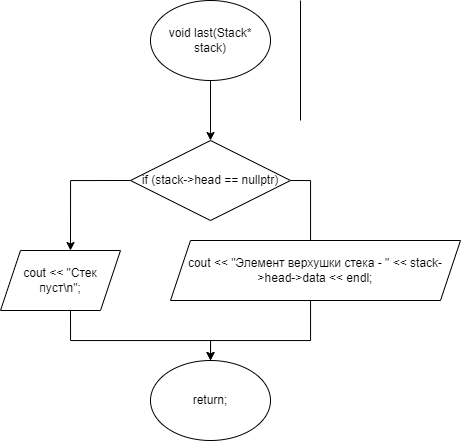 void last(Stack*
stack)
if (stack->head == nullptr)
cout << "Стек
пуст\n";
cout << "Элемент верхушки стека - " << stack-
>head->data << endl;
return;